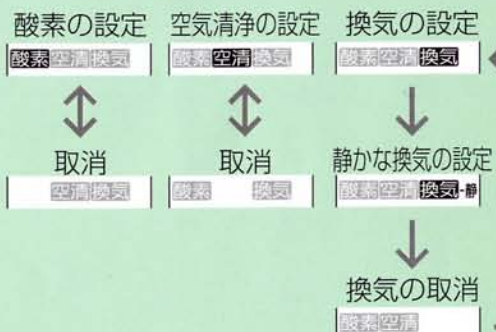 酸素の設定 空気清浄の設定 換気の設定
酸素空清換気 酸素空清換気 酸素空清換気
取消 取消 静かな換気の設定
空清換気 酸素 換気 酸素空清換気-静
換気の取消
酸素空清